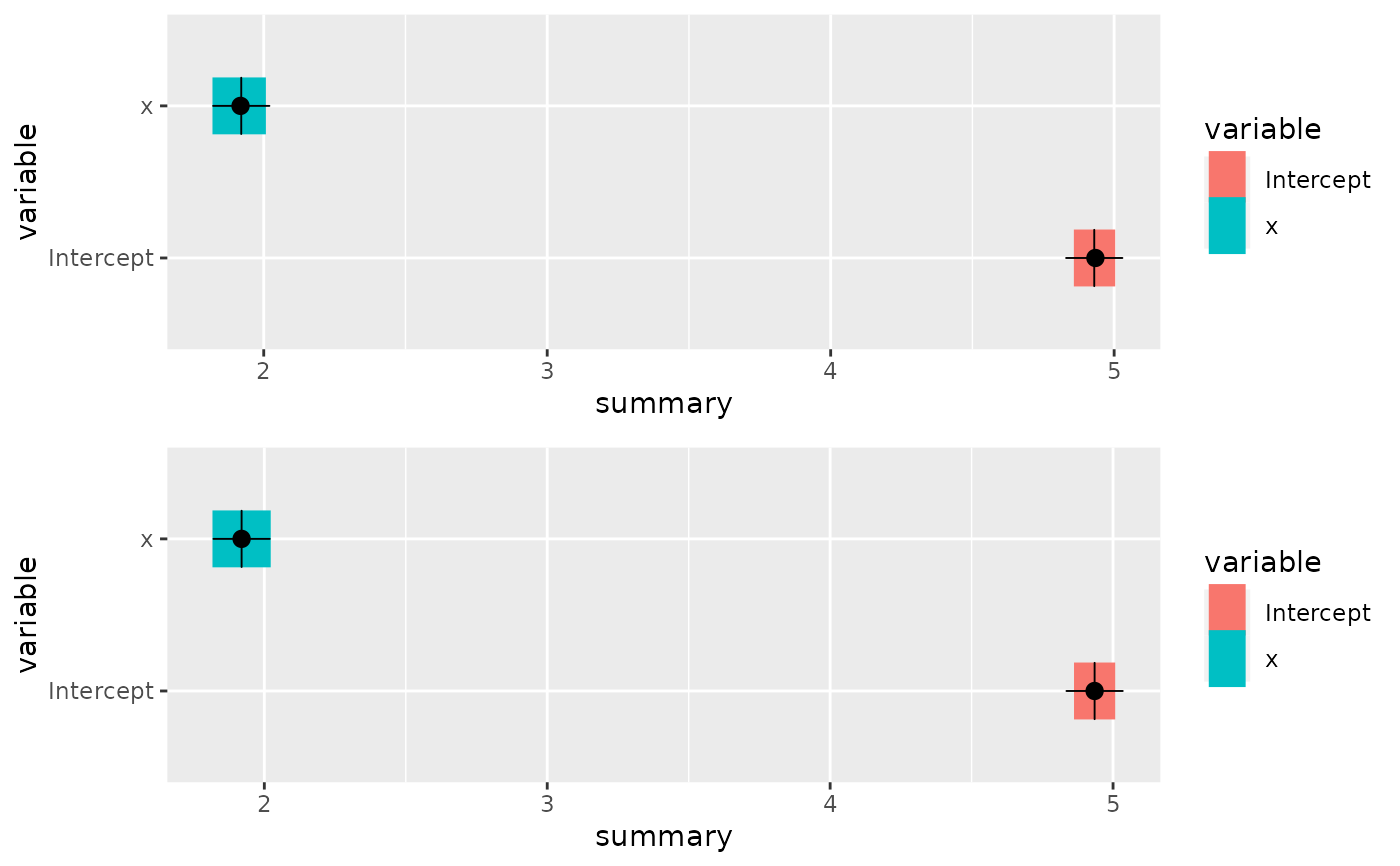 variable
x
Intercept
2 3 4 5
summary
variable
Intercept
x
variable
x
Intercept
2 3 4 5
summary
variable
Intercept
x